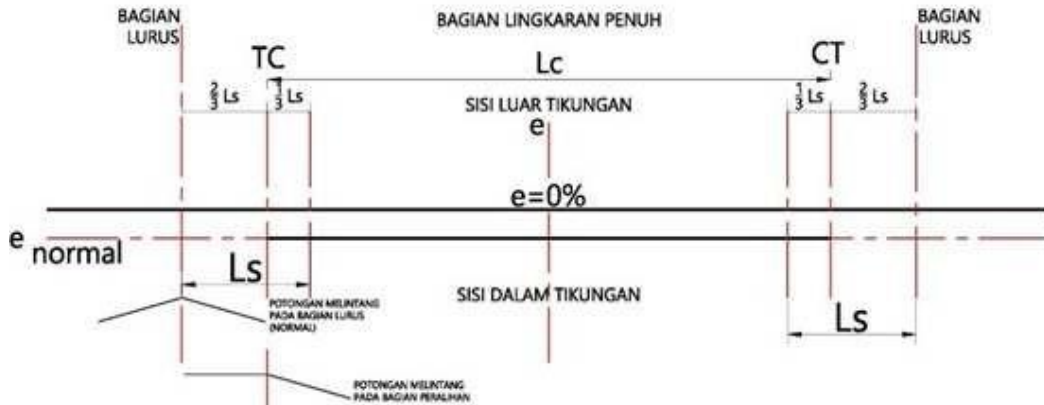 BAGIAN
LURUS
BAGIAN LINGKARAN PENUH
BAGIAN
LURUS
TC
Lc
CT
2/3 Ls
1/3 Ls
SISI LUAR TIKUNGAN
1/3 Ls
2/3 Ls
e
e=0%
e normal
Ls
SISI DALAM TIKUNGAN
POTONGAN MELINTANG
PADA BAGIAN LURUS
(NORMAL)
Ls
POTONGAN MELINTANG
PADA BAGIAN PERALIHAN